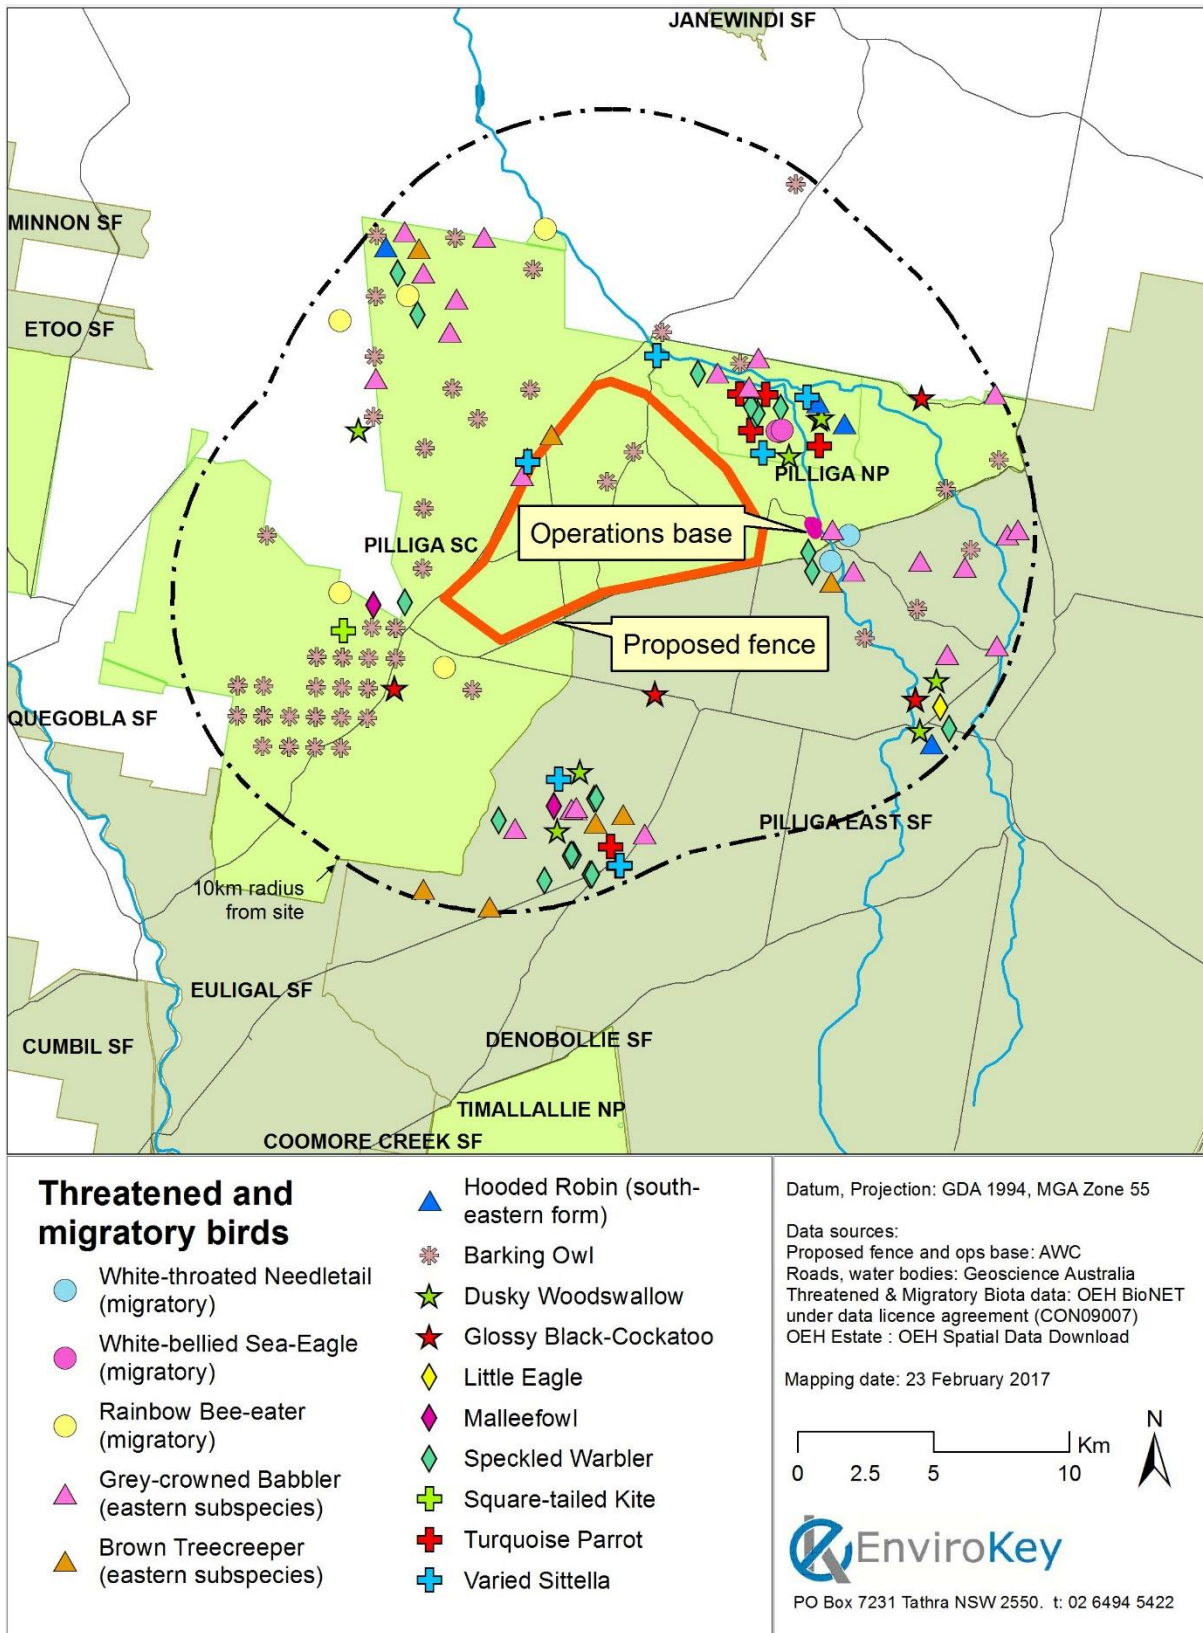 JANEWINDI SF
MINNON SF
ETOO SF
PILLIGA NP
Operations base
PILLIGA SC
Proposed fence
QUEGOBLA SF
PILLIGA EAST SF
10km radius
from site
EULIGAL SF
CUMBIL SF
DENOBOLLIE SF
TIMALLALLIE NP
COOMORE CREEK SF
Threatened and
migratory birds
White-throated Needletail
(migratory)
White-bellied Sea-Eagle
(migratory)
Rainbow Bee-eater
(migratory)
Grey-crowned Babbler
(eastern subspecies)
Brown Treecreeper
(eastern subspecies)
Hooded Robin (south-
eastern form)
Barking Owl
Dusky Woodswallow
Glossy Black-Cockatoo
Little Eagle
Malleefowl
Speckled Warbler
Square-tailed Kite
Turquoise Parrot
Varied Sittella
Datum, Projection: GDA 1994, MGA Zone 55
Data sources:
Proposed fence and ops base: AWC
Roads, water bodies: Geoscience Australia
Threatened & Migratory Biota data: OEH BioNET
under data licence agreement (CON09007)
OEH Estate : OEH Spatial Data Download
Mapping date: 23 February 2017
N
Km
0 2.5 5 10
EnviroKey
PO Box 7231 Tathra NSW 2550. t: 02 6494 5422